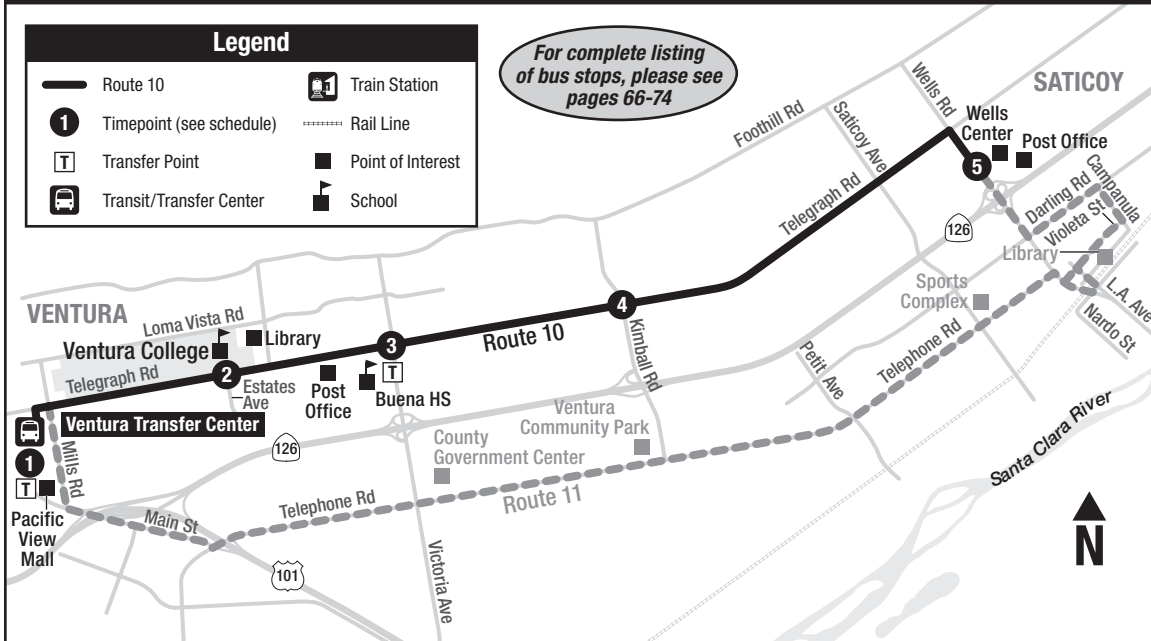 Legend
Route 10
1
Timepoint (see schedule)
T
Transfer Point
Transit/Transfer Center
Train Station
Rail Line
Point of Interest
School
For complete listing
of bus stops, please see
pages 66-74
Foothill Rd
Saticoy Ave
Wells Rd
SATICOY
Wells
Center
Post Office
5
Telegraph Rd
126
Darling Rd
Campanula
Violeta St
Library
L.A. Ave
Nardo St
Sports
Complex
VENTURA
Loma Vista Rd
Ventura College
Library
Telegraph Rd
2
Estates
Ave
Post
Office
3
T
Buena HS
Route 10
4
Kimball Rd
Petit Ave
Telephone Rd
Ventura Transfer Center
1
T
Mills Rd
Pacific
View
Mall
Main St
126
County
Government Center
Ventura
Community Park
Telephone Rd
Route 11
Victoria Ave
101
Santa Clara River
N